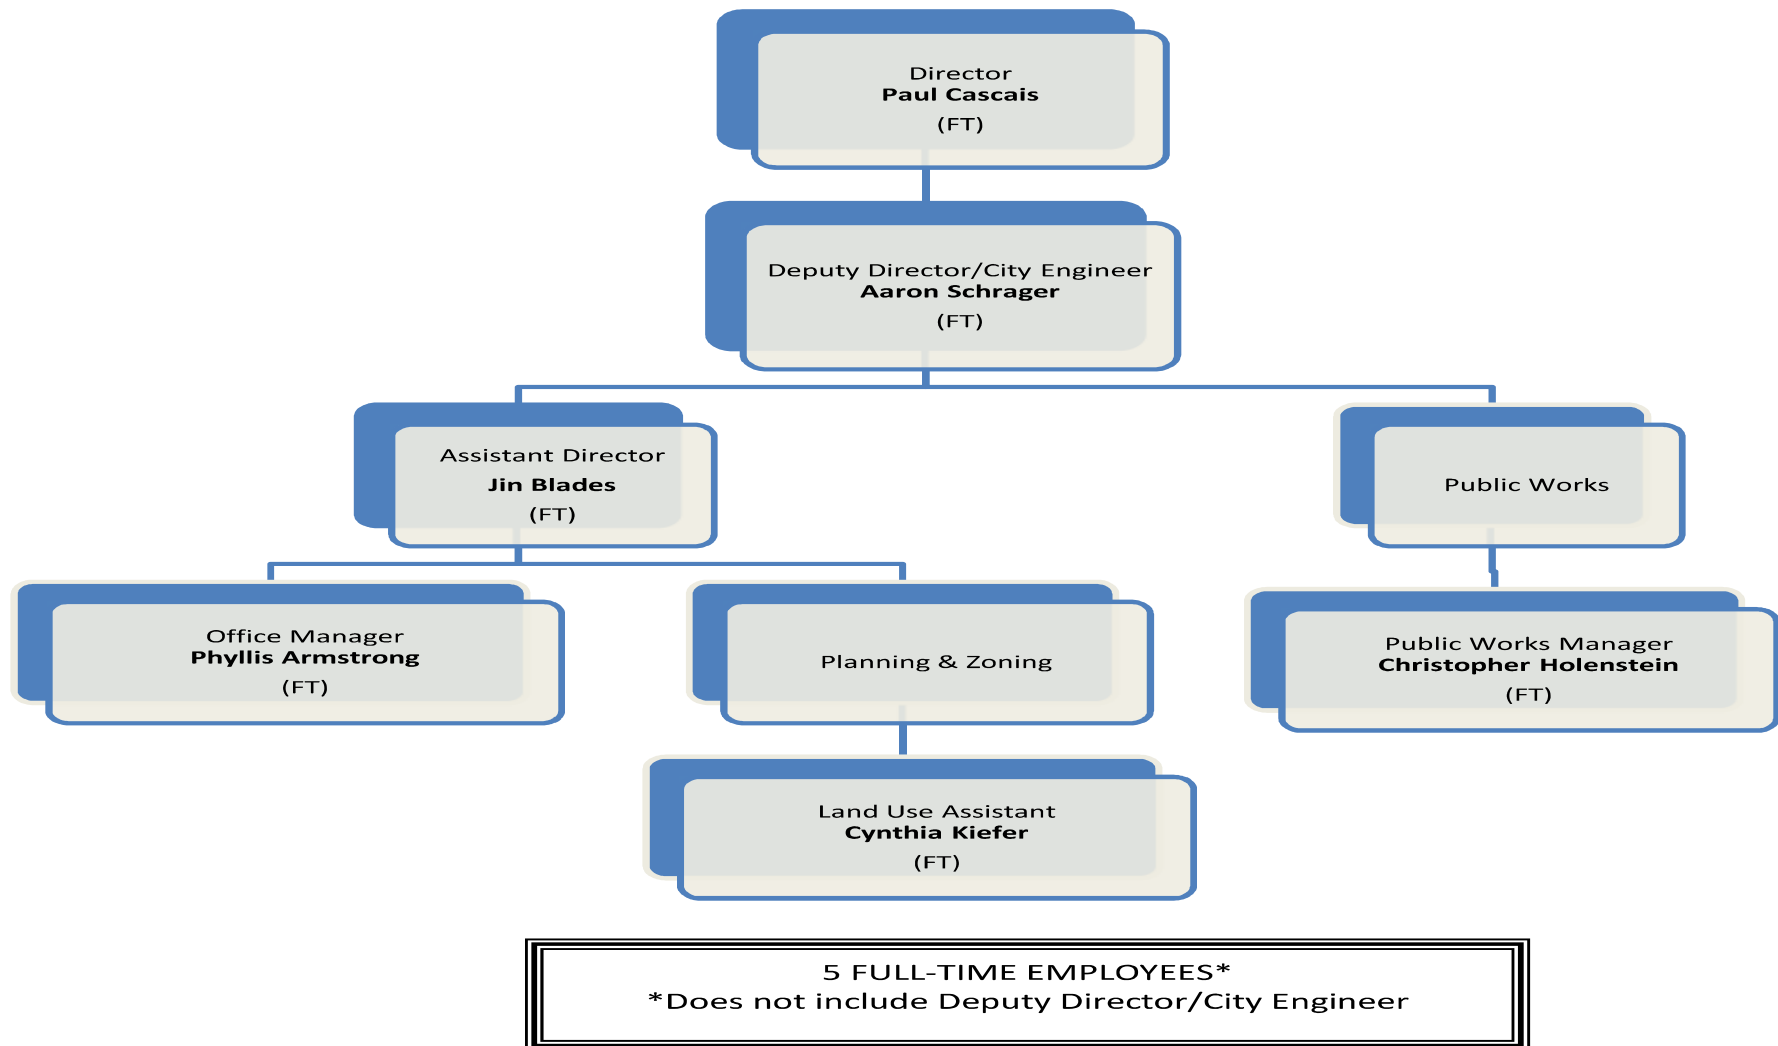 Director
Paul Cascais
(FT)
Deputy Director/City Engineer
Aaron Schrager
(FT)
Assistant Director
Jin Blades
(FT)
Public Works
Office Manager
Phyllis Armstrong
(FT)
Planning & Zoning
Public Works Manager
Christopher Holenstein
(FT)
Land Use Assistant
Cynthia Kiefer
(FT)
5 FULL-TIME EMPLOYEES*
*Does not include Deputy Director/City Engineer